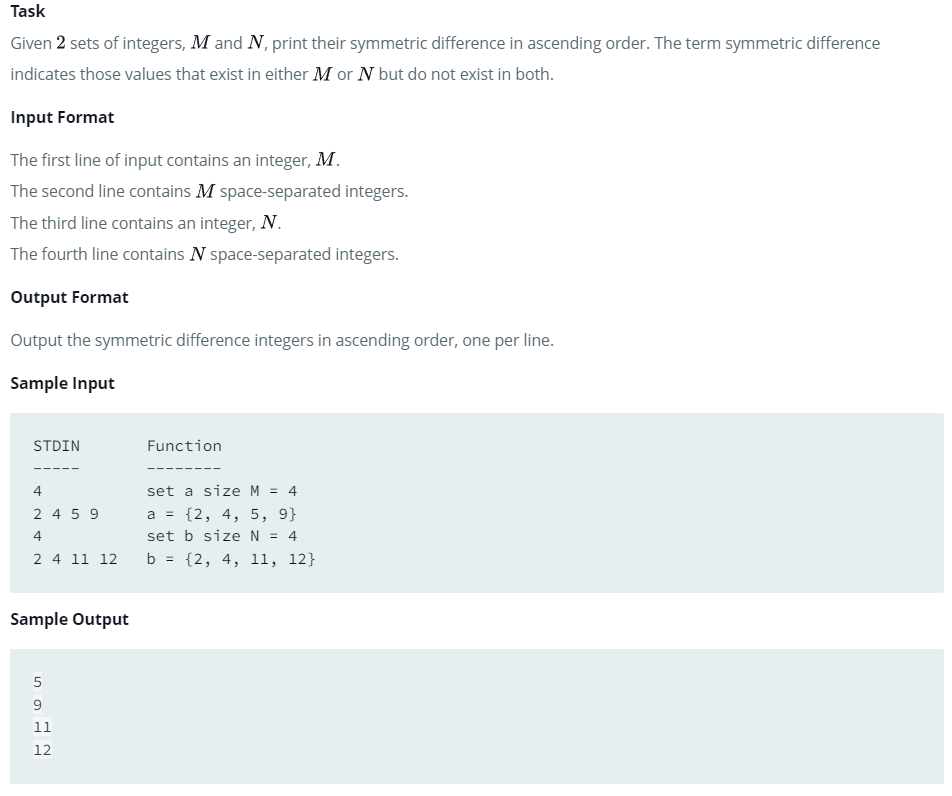 Task
Given 2 sets of integers, M and N, print their symmetric difference in ascending order. The term symmetric difference
indicates those values that exist in either M or N but do not exist in both.
Input Format
The first line of input contains an integer, M.
The second line contains M space-separated integers.
The third line contains an integer, N.
The fourth line contains N space-separated integers.
Output Format
Output the symmetric difference integers in ascending order, one per line.
Sample Input
STDIN       Function
-----       --------
4           set a size M = 4
2 4 5 9     a = {2, 4, 5, 9}
4           set b size N = 4
2 4 11 12   b = {2, 4, 11, 12}
Sample Output
5
9
11
12